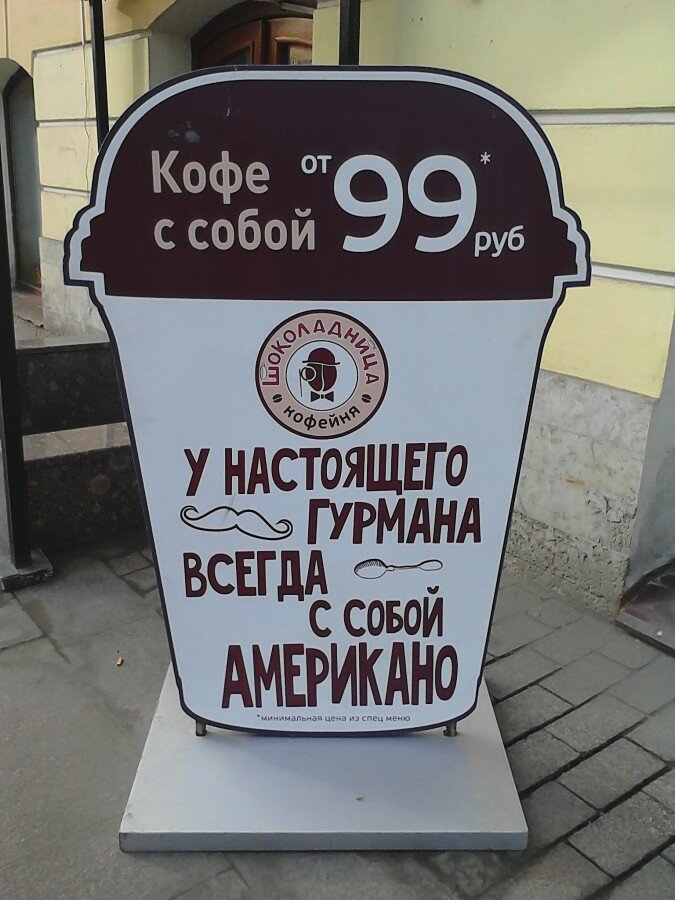 Кофе от 99*
с собой руб
ШОКОЛАДНИЦА
кофейня
У НАСТОЯЩЕГО
ГУРМАНА
ВСЕГДА
С СОБОЙ
АМЕРИКАНО
*минимальная цена из спец меню